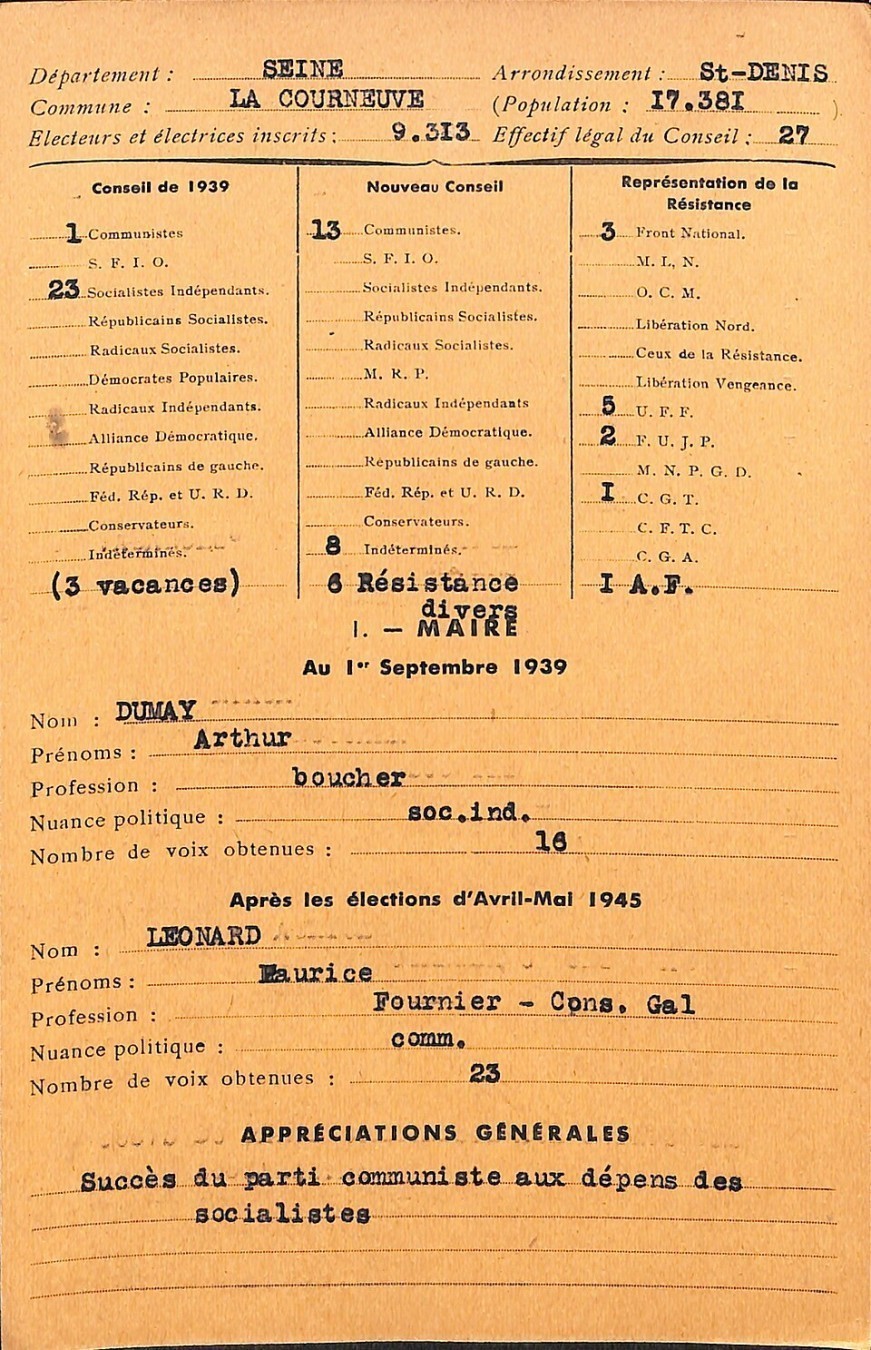 Département : SEINE Arrondissement : St-DENIS
Commune : LA COURNEUVE (Population : 17.381 )
Electeurs et électrices inscrits : 9.313 Effectif légal du Conseil : 27
Conseil de 1939
1 Communistes
S. F. I. O.
23 Socialistes Indépendants.
Républicains Socialistes.
Radicaux Socialistes.
Démocrates Populaires.
Radicaux Indépendants.
Alliance Démocratique.
Républicains de gauche.
Féd. Rép. et U. R. D.
Conservateurs.
Indéterminés.
(3 vacances)
Nouveau Conseil
13 Communistes.
S. F. I. O.
Socialistes Indépendants.
Républicains Socialistes.
Radicaux Socialistes.
M. R. P.
Radicaux Indépendants
Alliance Démocratique.
Républicains de gauche.
Féd. Rép. et U. R. D.
Conservateurs.
8 Indéterminés.
6 Résistance
divers
Représentation de la
Résistance
3 Front National.
M. L. N.
O. C. M.
Libération Nord.
Ceux de la Résistance.
Libération Vengeance.
5 U. F. F.
2 F. U. J. P.
M. N. P. G. D.
I C. G. T.
C. F. T. C.
C. G. A.
I A.F.
I. — MAIRE
Au 1er Septembre 1939
Nom : DUMAY
Prénoms : Arthur
Profession : boucher
Nuance politique : soc.ind.
Nombre de voix obtenues : 16
Après les élections d'Avril-Mai 1945
Nom : LEONARD
Prénoms : Maurice
Profession : Fournier - Cons. Gal
Nuance politique : comm.
Nombre de voix obtenues : 23
APPRÉCIATIONS GÉNÉRALES
Succès du parti communiste aux dépens des
socialistes